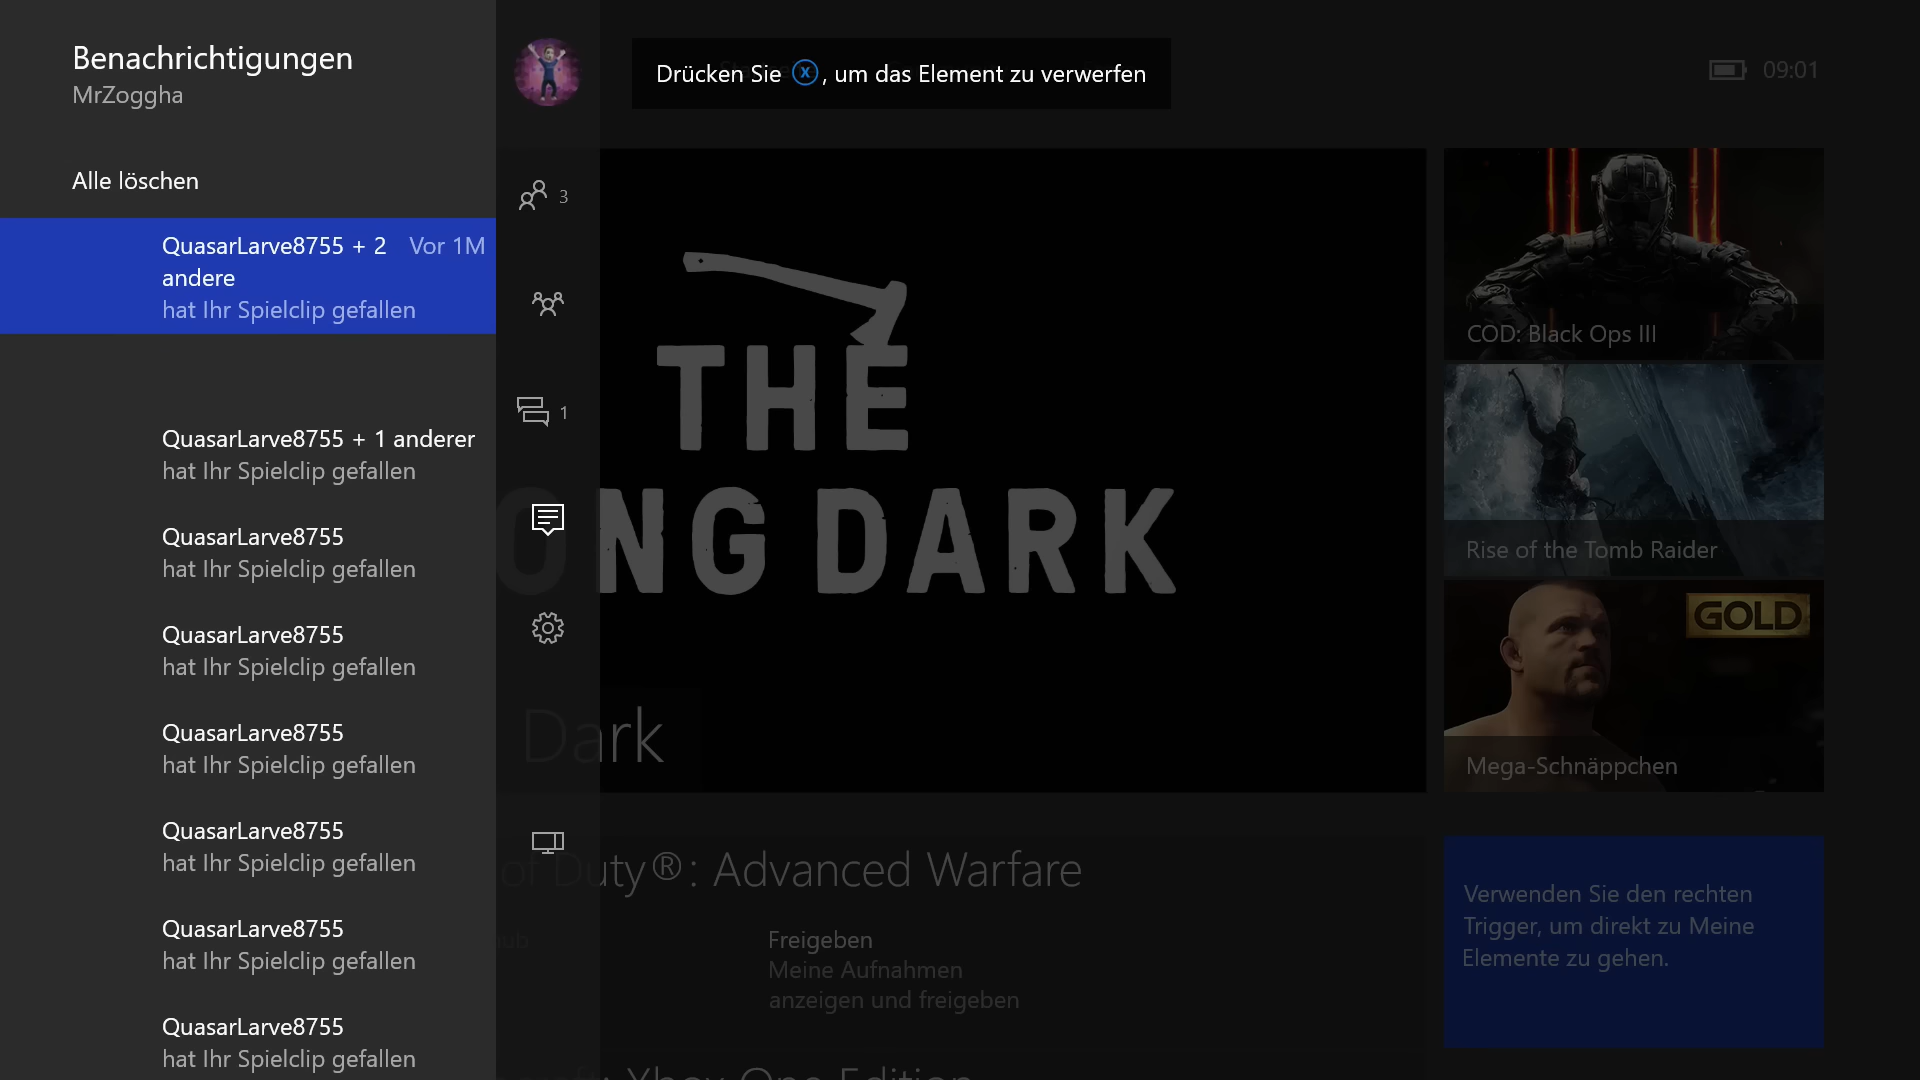 Benachrichtigungen
MrZoggha
Alle löschen
QuasarLarve8755 + 2 Vor 1M
andere
hat Ihr Spielclip gefallen
QuasarLarve8755 + 1 anderer
hat Ihr Spielclip gefallen
QuasarLarve8755
hat Ihr Spielclip gefallen
QuasarLarve8755
hat Ihr Spielclip gefallen
QuasarLarve8755
hat Ihr Spielclip gefallen
QuasarLarve8755
hat Ihr Spielclip gefallen
QuasarLarve8755
hat Ihr Spielclip gefallen
QuasarLarve8755
hat Ihr Spielclip gefallen
3
1
Drücken Sie X, um das Element zu verwerfen
09:01
THE
ONG DARK
Dark
of Duty®: Advanced Warfare
Freigeben
Meine Aufnahmen
anzeigen und freigeben
Xbox One Edition
COD: Black Ops III
Rise of the Tomb Raider
GOLD
Mega-Schnäppchen
Verwenden Sie den rechten
Trigger, um direkt zu Meine
Elemente zu gehen.